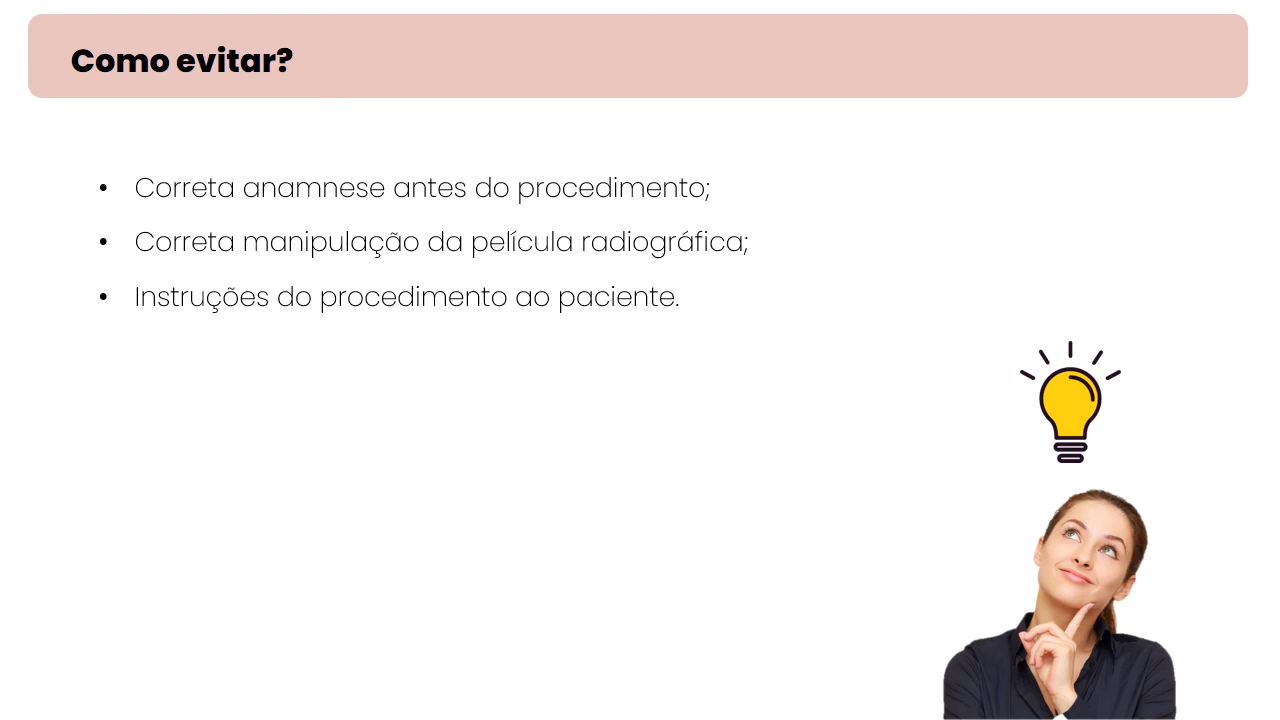 Como evitar?
• Correta anamnese antes do procedimento;
• Correta manipulação da película radiográfica;
• Instruções do procedimento ao paciente.